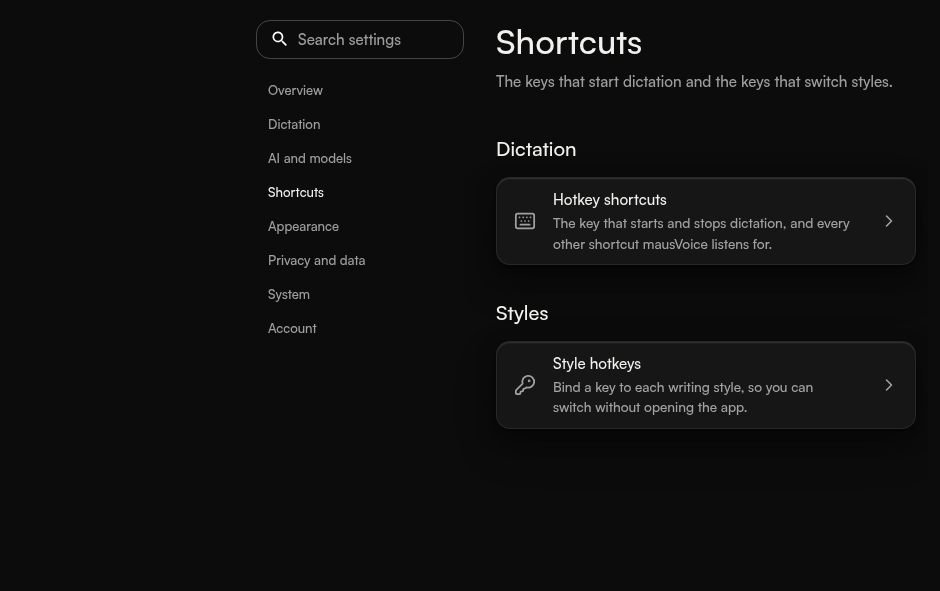 Search settings
Overview
Dictation
AI and models
Shortcuts
Appearance
Privacy and data
System
Account
Shortcuts
The keys that start dictation and the keys that switch styles.
Dictation
Hotkey shortcuts
The key that starts and stops dictation, and every
other shortcut mausVoice listens for.
Styles
Style hotkeys
Bind a key to each writing style, so you can
switch without opening the app.